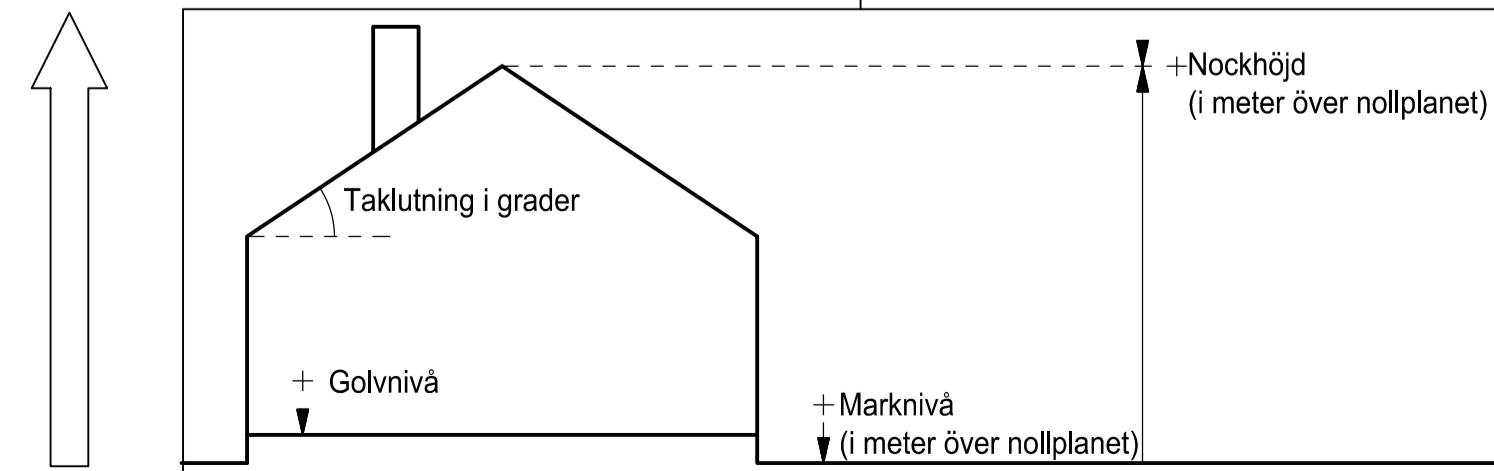 +Nockhöjd
(i meter över nollplanet)
Taklutning i grader
+ Golvnivå
+ Marknivå
(i meter över nollplanet)